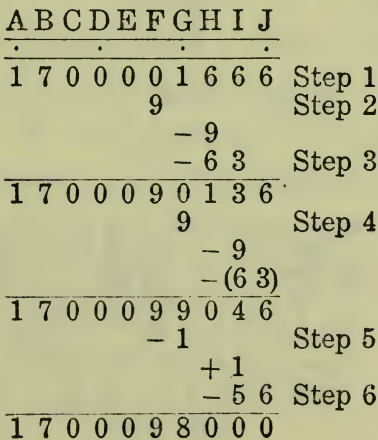 A B C D E F G H I J
. . . .
1 7 0 0 0 0 1 6 6 6 Step 1
9 Step 2
– 9
– 6 3 Step 3
1 7 0 0 0 9 0 1 3 6
9 Step 4
– 9
– (6 3)
1 7 0 0 0 9 9 0 4 6
– 1 Step 5
+ 1
– 5 6 Step 6
1 7 0 0 0 9 8 0 0 0